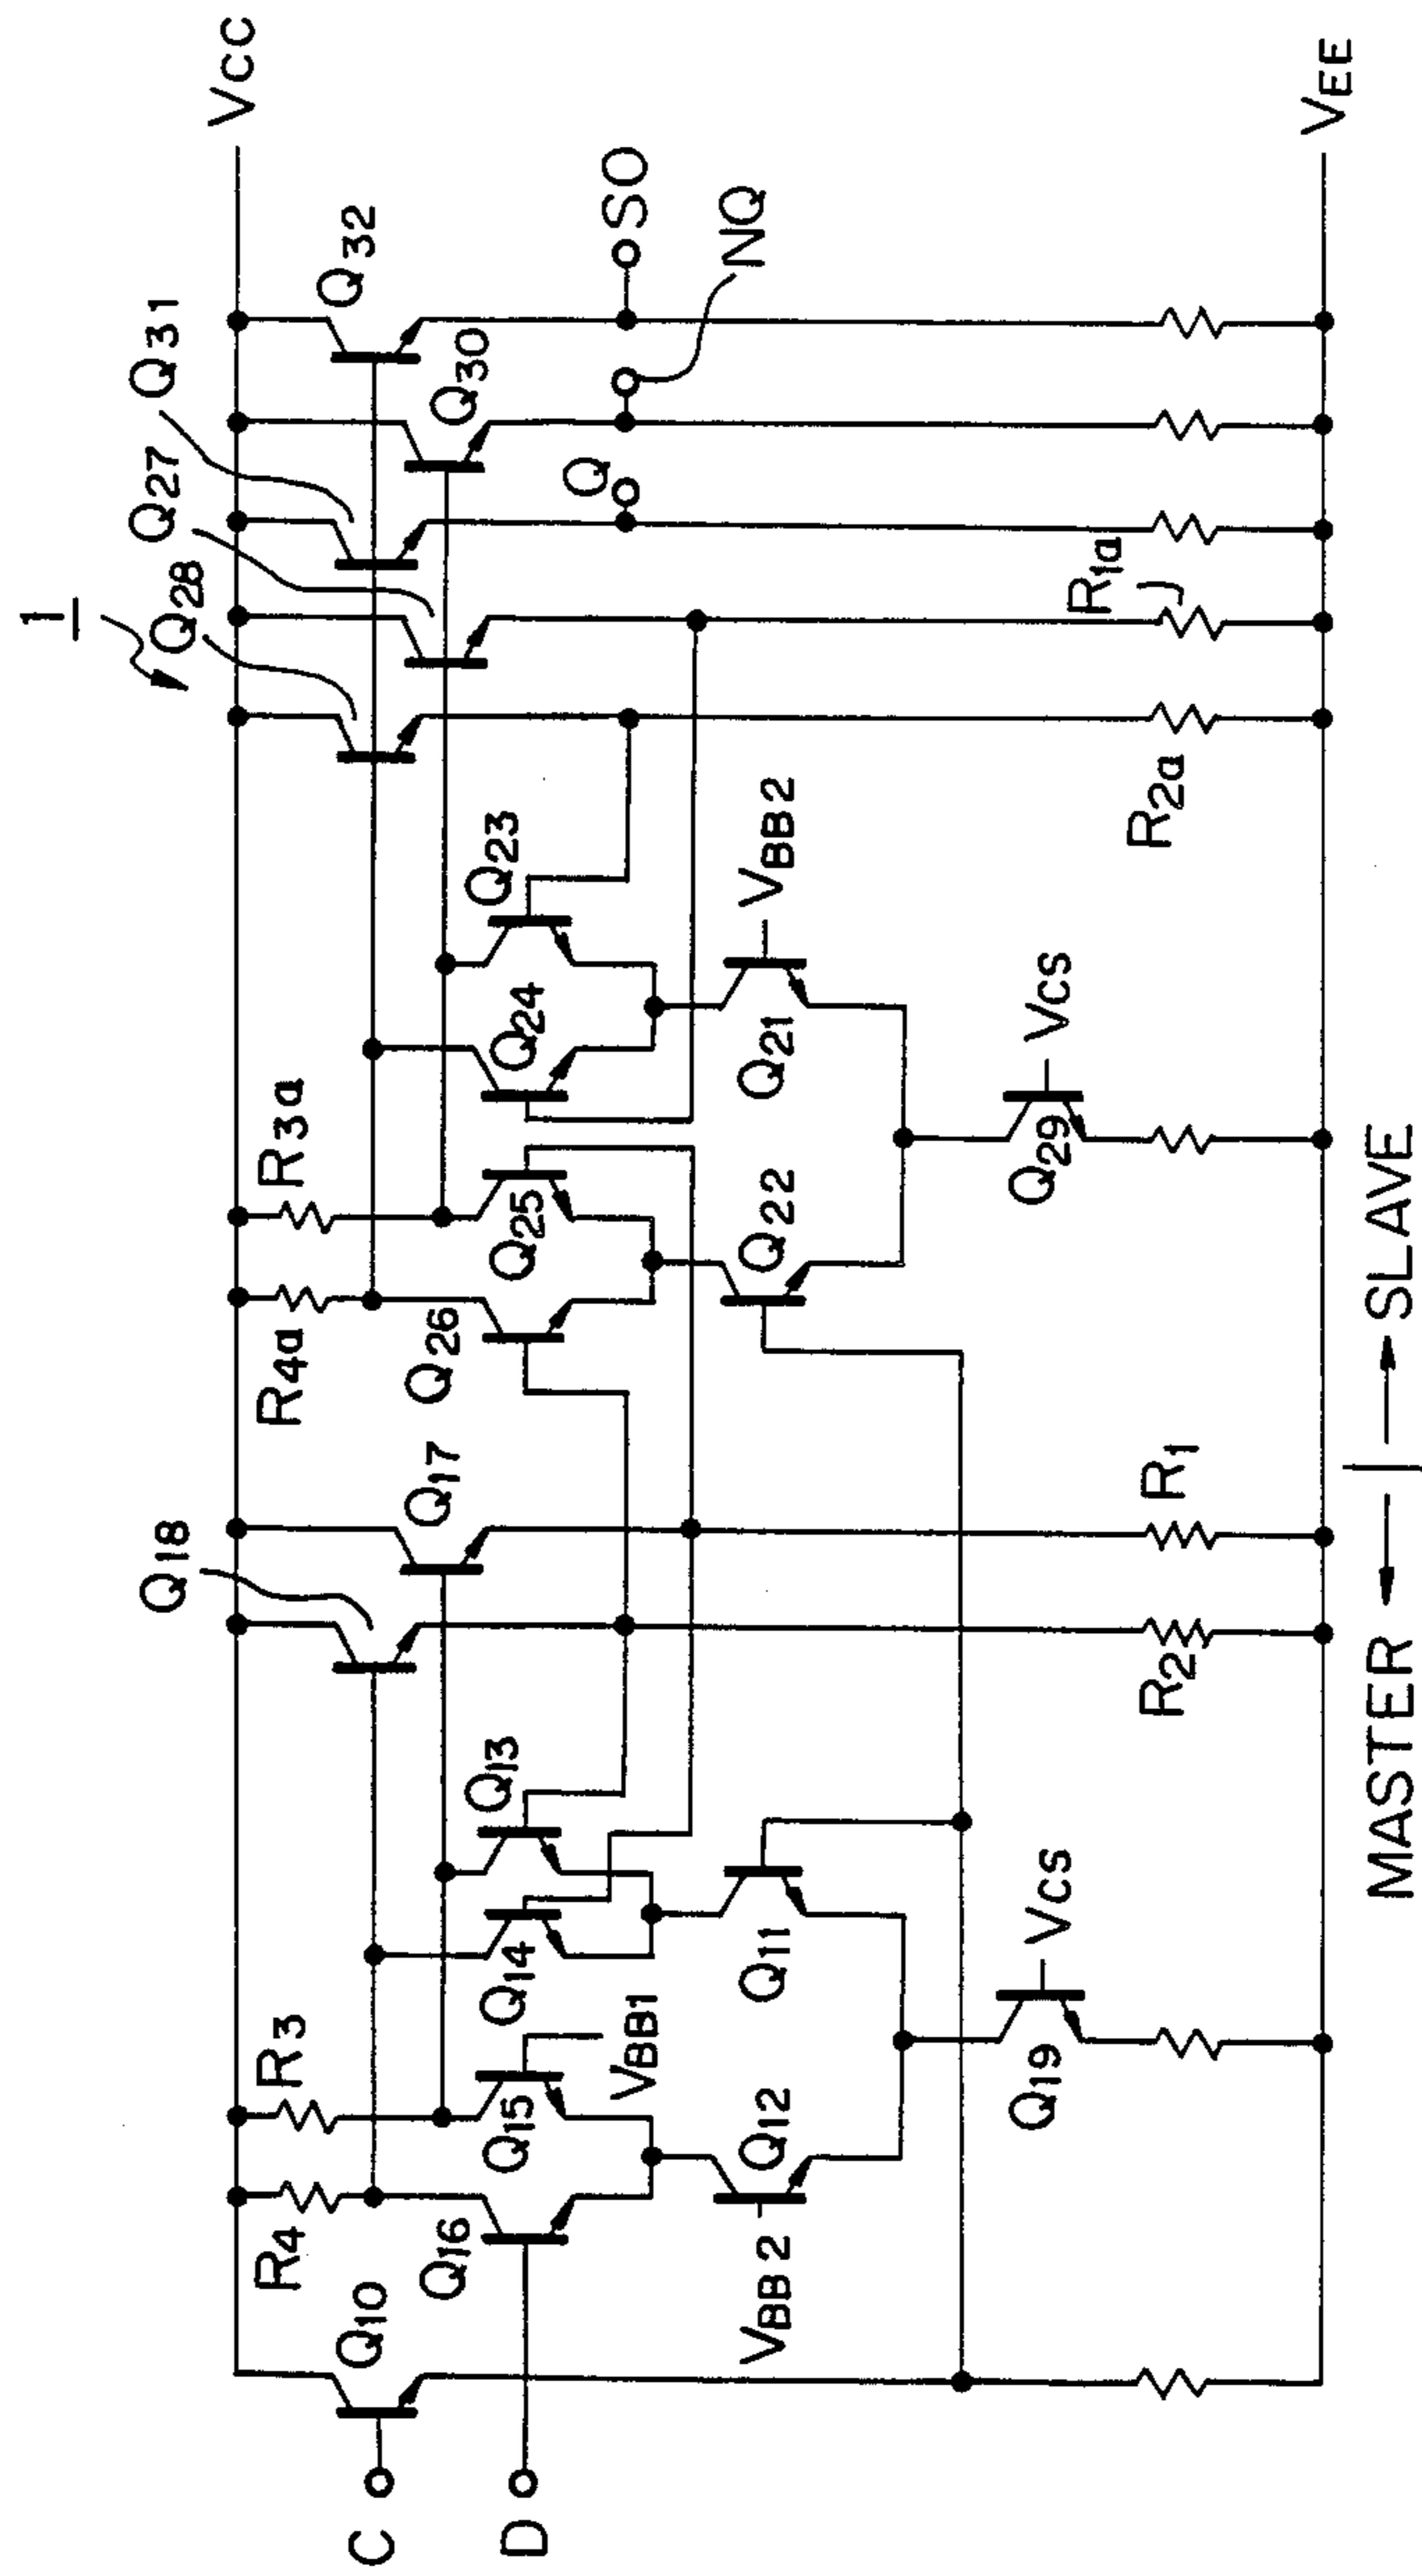 1
VCC
Q18
Q28
Q27
Q31
Q10
R4
R3
Q17
R4a
R3a
Q32
Q30
C
D
Q16
Q15
Q14
Q13
Q26
Q25
Q24
Q23
Q
SO
NQ
VBB1
VBB2
Q12
Q11
Q22
Q21
VBB2
Q19
VCS
Q29
VCS
R2
R1
R2a
R1a
VEE
MASTER
SLAVE